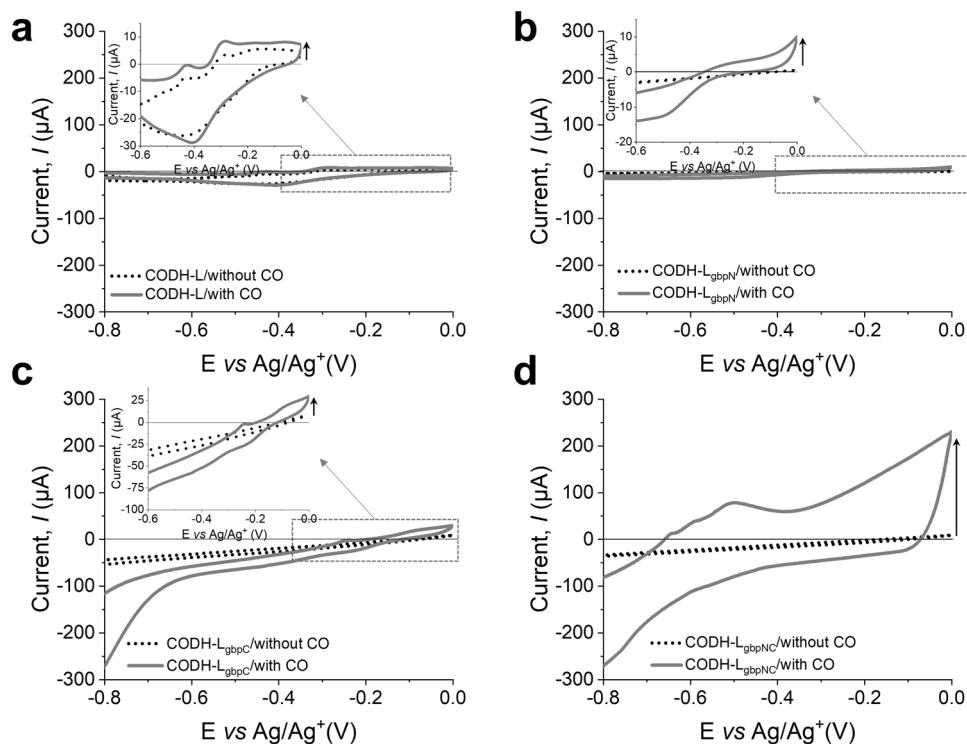 a
300
200
100
0
-100
-200
-300
Current, I (µA)
10
0
-10
-20
-30
Current, I (µA)
-0.6
-0.4
-0.2
0.0
E vs Ag/Ag+ (V)
CODH-L/without CO
CODH-L/with CO
-0.8
-0.6
-0.4
-0.2
0.0
E vs Ag/Ag+(V)
b
300
200
100
0
-100
-200
-300
Current, I (µA)
10
0
-10
-20
Current, I (µA)
-0.6
-0.4
-0.2
0.0
E vs Ag/Ag+ (V)
CODH-LgbpN/without CO
CODH-LgbpN/with CO
-0.8
-0.6
-0.4
-0.2
0.0
E vs Ag/Ag+(V)
c
300
200
100
0
-100
-200
-300
Current, I (µA)
25
0
-25
-50
-75
-100
Current, I (µA)
-0.6
-0.4
-0.2
0.0
E vs Ag/Ag+ (V)
CODH-LgbpC/without CO
CODH-LgbpC/with CO
-0.8
-0.6
-0.4
-0.2
0.0
E vs Ag/Ag+(V)
d
300
200
100
0
-100
-200
-300
Current, I (µA)
CODH-LgbpNC/without CO
CODH-LgbpNC/with CO
-0.8
-0.6
-0.4
-0.2
0.0
E vs Ag/Ag+(V)